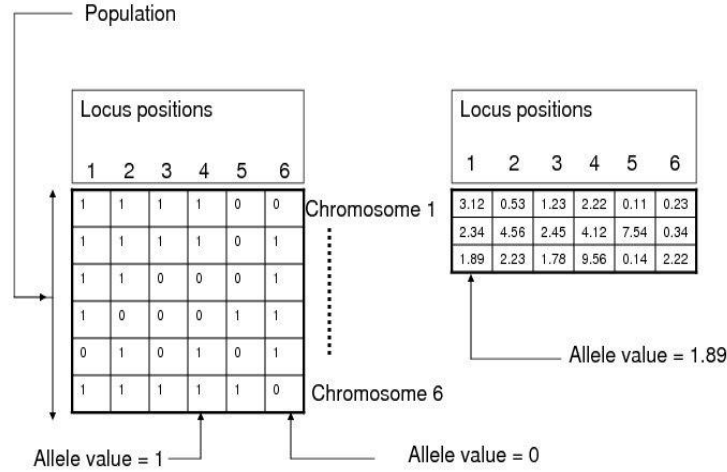 Population
Locus positions
1 2 3 4 5 6
1 1 1 1 0 0
Chromosome 1
1 1 1 1 0 1
1 1 0 0 0 1
1 0 0 0 1 1
0 1 0 1 0 1
1 1 1 1 1 0
Chromosome 6
Allele value = 1
Allele value = 0
Locus positions
1 2 3 4 5 6
3.12 0.53 1.23 2.22 0.11 0.23
2.34 4.56 2.45 4.12 7.54 0.34
1.89 2.23 1.78 9.56 0.14 2.22
Allele value = 1.89